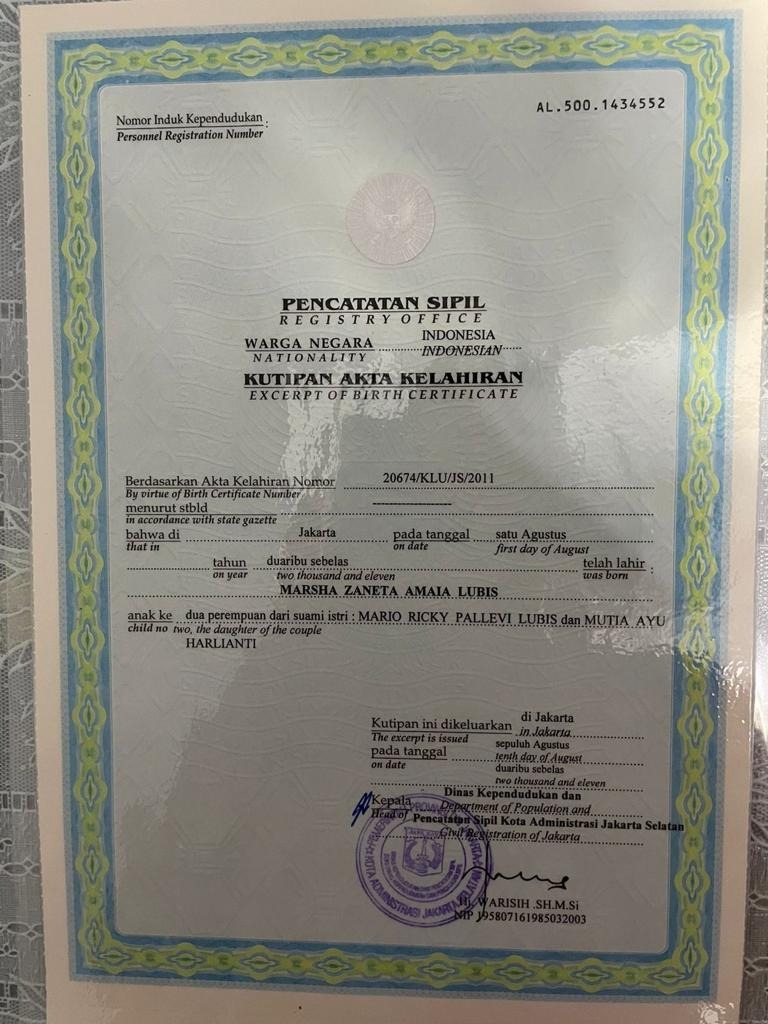 AL.500.1434552
Nomor Induk Kependudukan :
Personnel Registration Number
PENCATATAN SIPIL
REGISTRY OFFICE
WARGA NEGARA INDONESIA
NATIONALITY INDONESIAN
KUTIPAN AKTA KELAHIRAN
EXCERPT OF BIRTH CERTIFICATE
Berdasarkan Akta Kelahiran Nomor 20674/KLU/JS/2011
By virtue of Birth Certificate Number
menurut stbld --------------------
in accordance with state gazette
bahwa di Jakarta pada tanggal satu Agustus
that in on date first day of August
tahun duaribu sebelas telah lahir :
on year two thousand and eleven was born
MARSHA ZANETA AMAIA LUBIS
anak ke dua perempuan dari suami istri : MARIO RICKY PALLEVI LUBIS dan MUTIA AYU
child no two, the daughter of the couple
HARLIANTI
Kutipan ini dikeluarkan di Jakarta
The excerpt is issued in Jakarta
pada tanggal sepuluh Agustus
on date tenth day of August
duaribu sebelas
two thousand and eleven
Kepala Dinas Kependudukan dan
Head of Department of Population and
Pencatatan Sipil Kota Administrasi Jakarta Selatan
Civil Registration of Jakarta
KOTA ADMINISTRASI JAKARTA SELATAN
Hj. WARISIH .SH.M.Si
NIP 195807161985032003